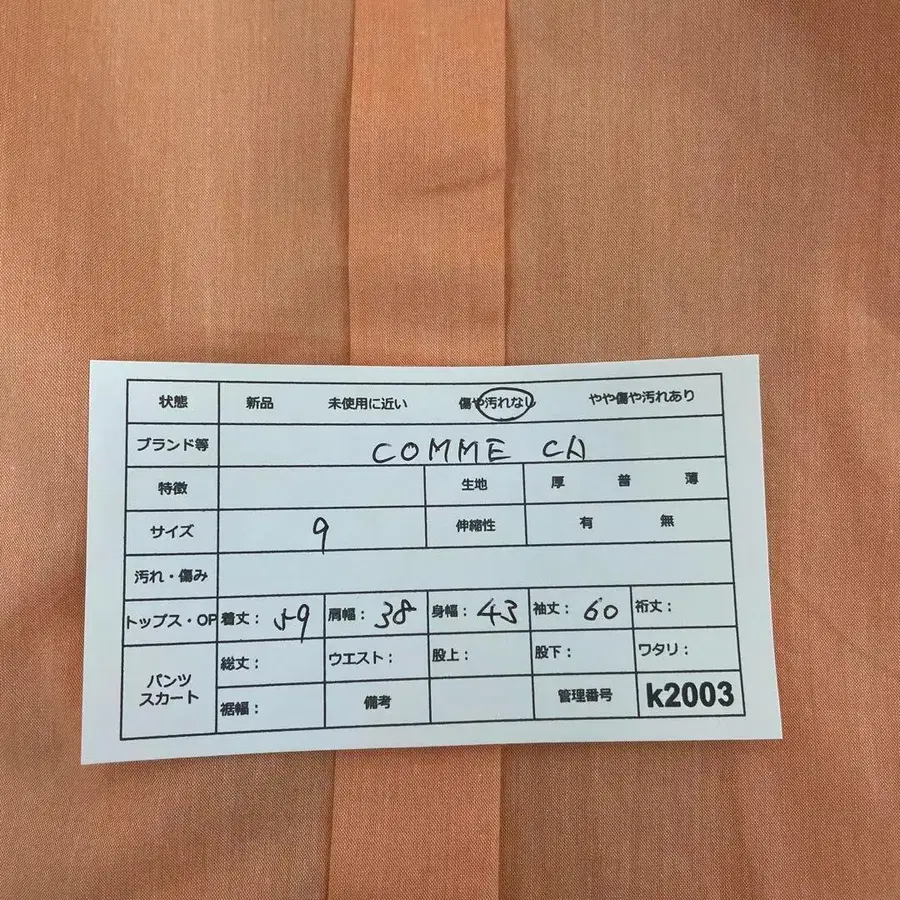 状態 新品 未使用に近い 傷や汚れなし やや傷や汚れあり
ブランド等 COMME CA
特徴 生地 厚 普 薄
サイズ 9 伸縮性 有 無
汚れ・傷み
トップス・OP 着丈： 59 肩幅： 38 身幅： 43 袖丈： 60 裄丈：
パンツ スカート 総丈： ウエスト： 股上： 股下： ワタリ：
裾幅： 備考 管理番号 k2003